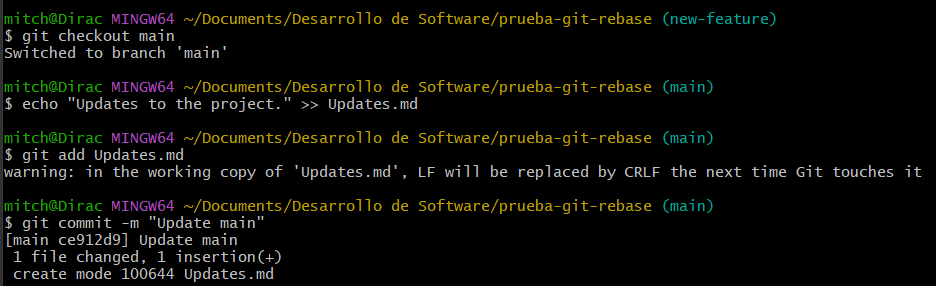 mitch@Dirac MINGW64 ~/Documents/Desarrollo de Software/prueba-git-rebase (new-feature)
$ git checkout main
Switched to branch 'main'
mitch@Dirac MINGW64 ~/Documents/Desarrollo de Software/prueba-git-rebase (main)
$ echo "Updates to the project." >> Updates.md
mitch@Dirac MINGW64 ~/Documents/Desarrollo de Software/prueba-git-rebase (main)
$ git add Updates.md
warning: in the working copy of 'Updates.md', LF will be replaced by CRLF the next time Git touches it
mitch@Dirac MINGW64 ~/Documents/Desarrollo de Software/prueba-git-rebase (main)
$ git commit -m "Update main"
[main ce912d9] Update main
 1 file changed, 1 insertion(+)
 create mode 100644 Updates.md